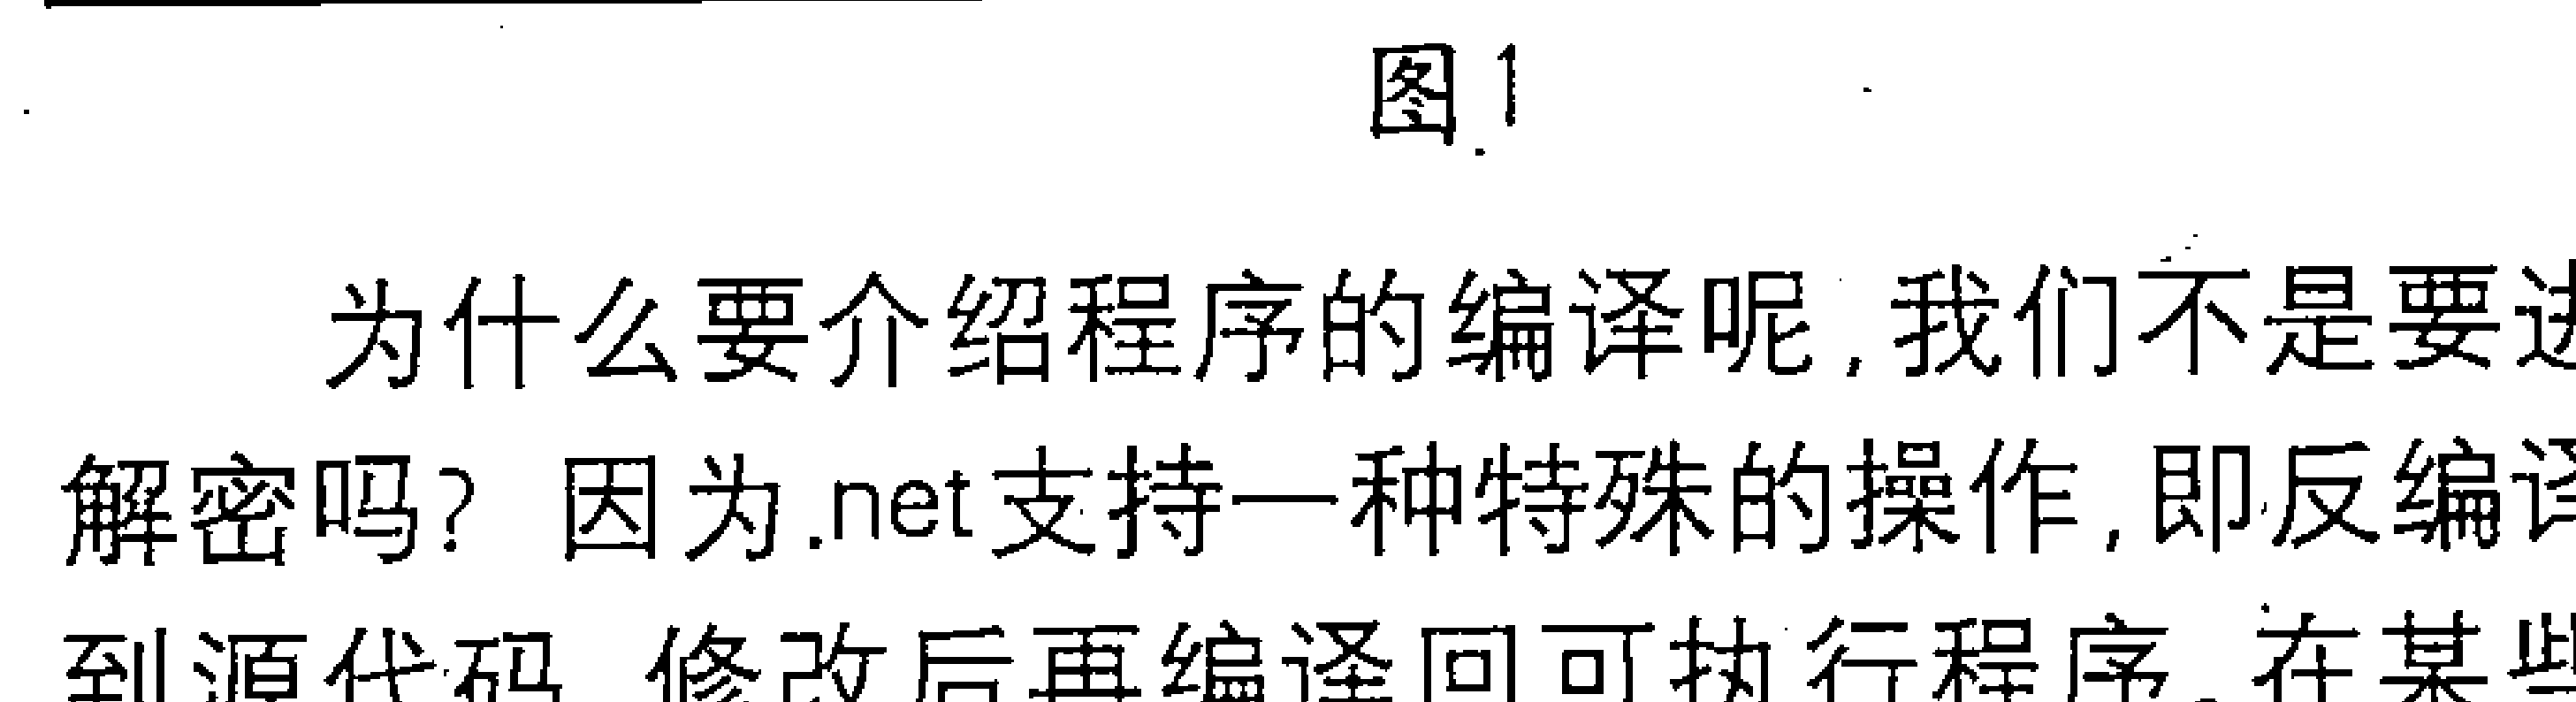 图1
为什么要介绍程序的编译呢,我们不是要进
解密吗? 因为.net支持一种特殊的操作,即反编译
到源代码 修改后再编译回可执行程序.在某些